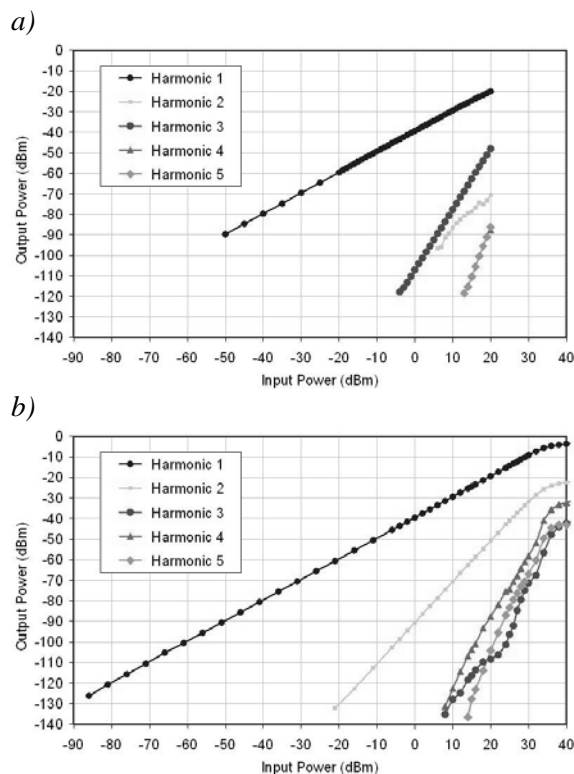 a)
0
-10
-20
-30
-40
-50
-60
-70
-80
-90
-100
-110
-120
-130
-140
Output Power (dBm)
Harmonic 1
Harmonic 2
Harmonic 3
Harmonic 4
Harmonic 5
-90 -80 -70 -60 -50 -40 -30 -20 -10 0 10 20 30 40
Input Power (dBm)
b)
0
-10
-20
-30
-40
-50
-60
-70
-80
-90
-100
-110
-120
-130
-140
Output Power (dBm)
Harmonic 1
Harmonic 2
Harmonic 3
Harmonic 4
Harmonic 5
-90 -80 -70 -60 -50 -40 -30 -20 -10 0 10 20 30 40
Input Power (dBm)